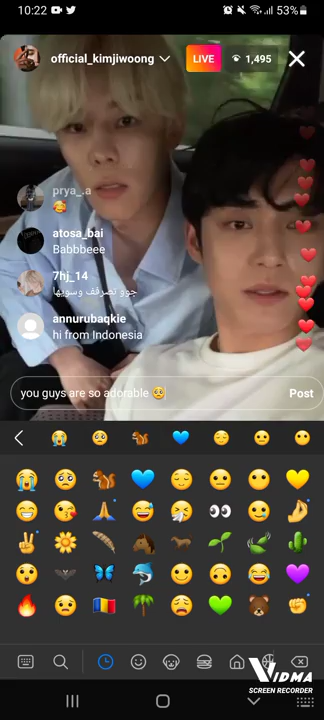 10:22
53%
official_kimjiwoong
LIVE
1,495
prya_.a
atosa_bai
Babbbeee
7hj_14
جوو تصرقف وسويها
annurubaqkie
hi from Indonesia
you guys are so adorable 🥺
Post
VIDMA
SCREEN RECORDER